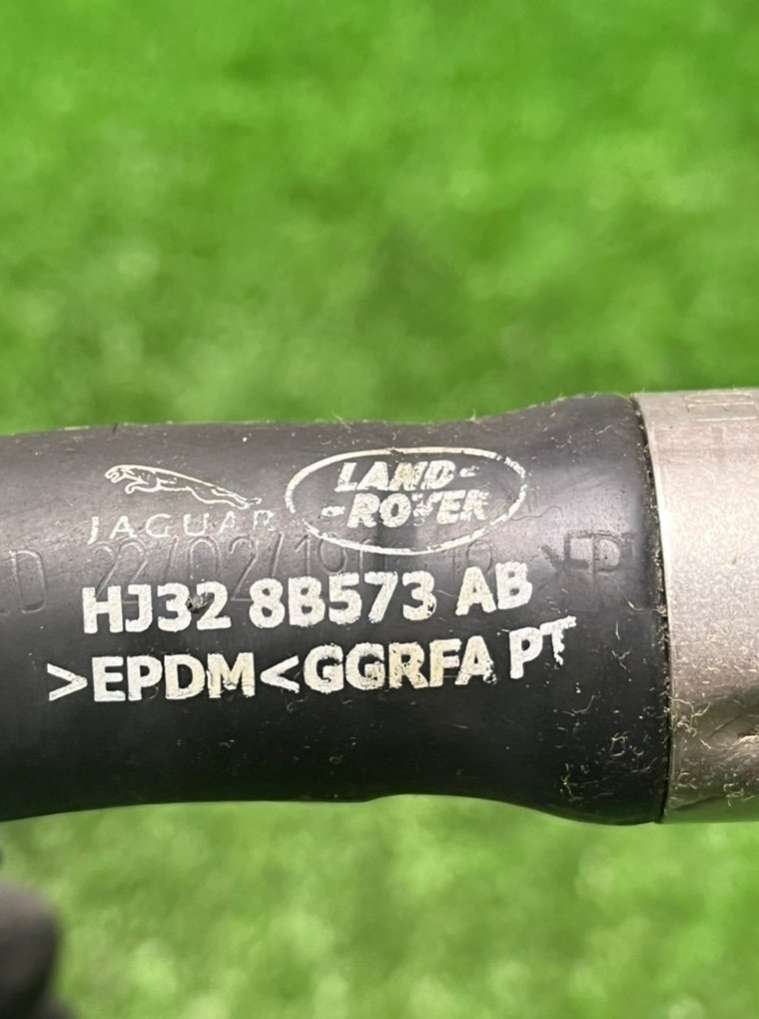 JAGUAR
LAND-
-ROVER
HJ32 8B573 AB
>EPDM<GGRFA PT